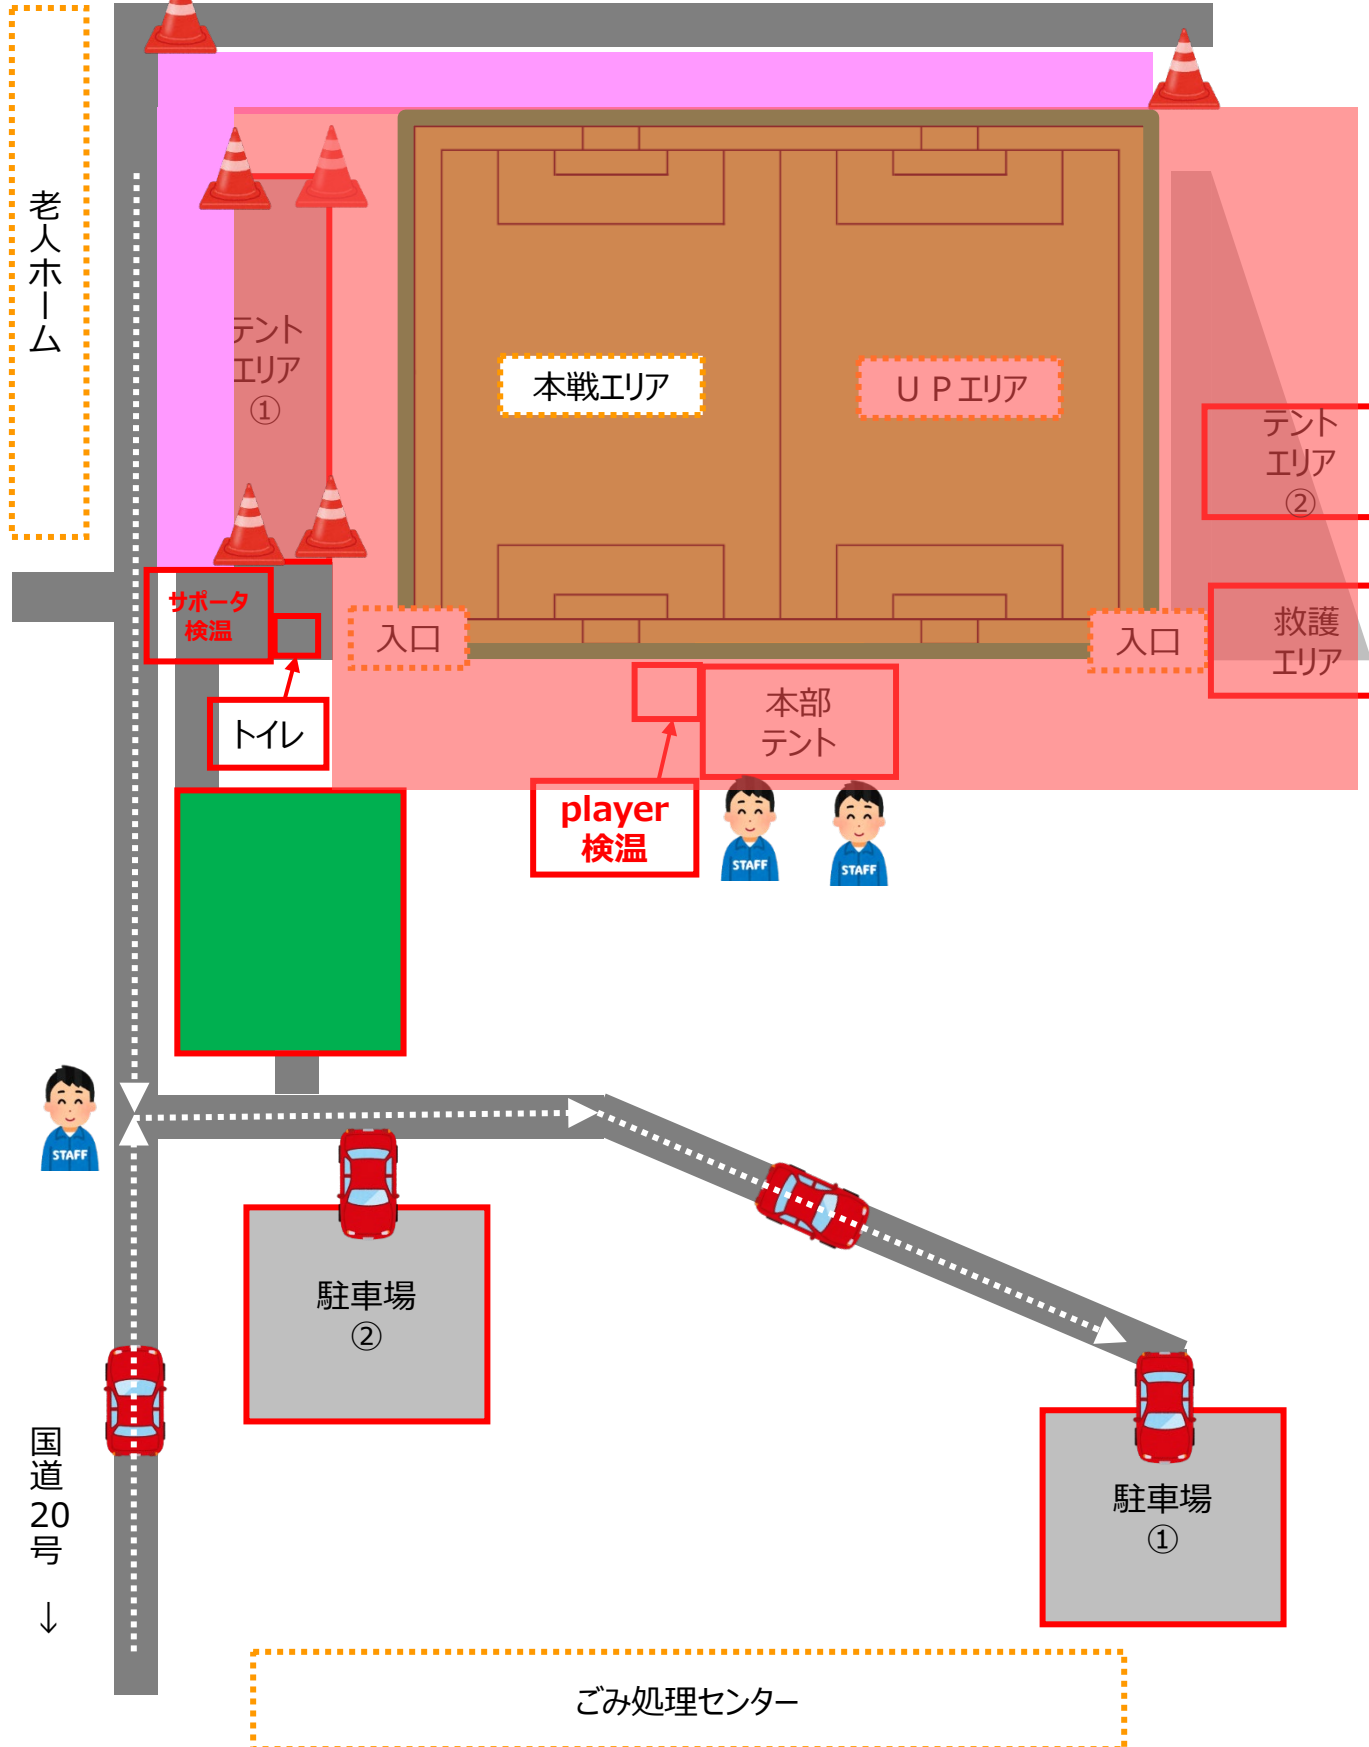 老人ホーム
テント
エリア
①
本戦エリア
ＵＰエリア
テント
エリア
②
サポータ
検温
入口
入口
救護
エリア
トイレ
本部
テント
player
検温
STAFF
STAFF
STAFF
駐車場
②
国道20号 ↓
駐車場
①
ごみ処理センター